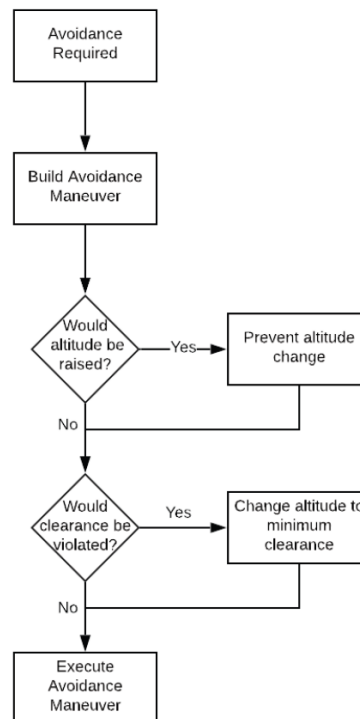 Avoidance
Required
Build Avoidance
Maneuver
Would
altitude be
raised?
Yes
Prevent altitude
change
No
Would
clearance be
violated?
Yes
Change altitude to
minimum
clearance
No
Execute
Avoidance
Maneuver